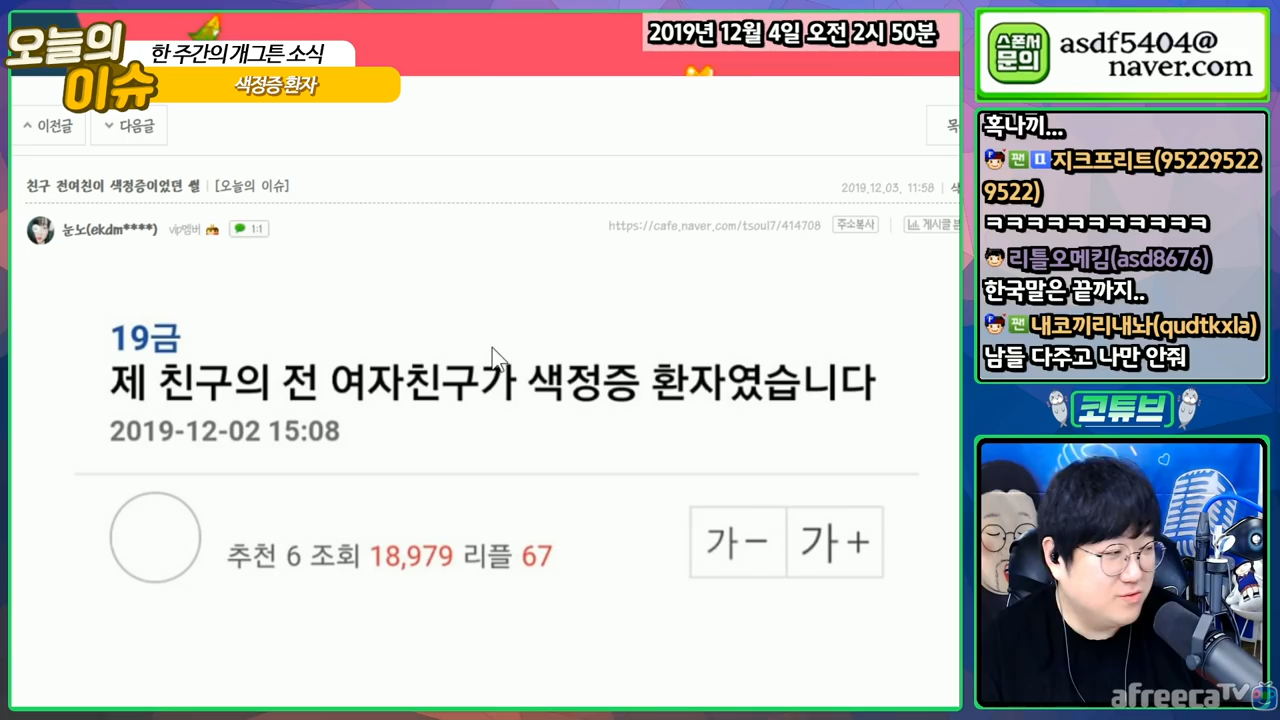 오늘의
이슈
한 주간의 개그튼 소식
색정증 환자
2019년 12월 4일 오전 2시 50분
스폰서
문의
asdf5404@
naver.com
이전글
다음글
친구 전여친이 색정증이었던 썰 | [오늘의 이슈]
2019.12.03. 11:58
눈노(ekdm****) vip멤버 1:1
https://cafe.naver.com/tsoul7/414708 주소복사
19금
제 친구의 전 여자친구가 색정증 환자였습니다
2019-12-02 15:08
추천 6 조회 18,979 리플 67
가- 가+
혹나끼...
지크프리트(95229522
9522)
ㅋㅋㅋㅋㅋㅋㅋㅋㅋㅋㅋ
리틀오메킴(asd8676)
한국말은 끝까지..
내코끼리내놔(qudtkxla)
남들 다주고 나만 안줘
코튜브
afreecaTV